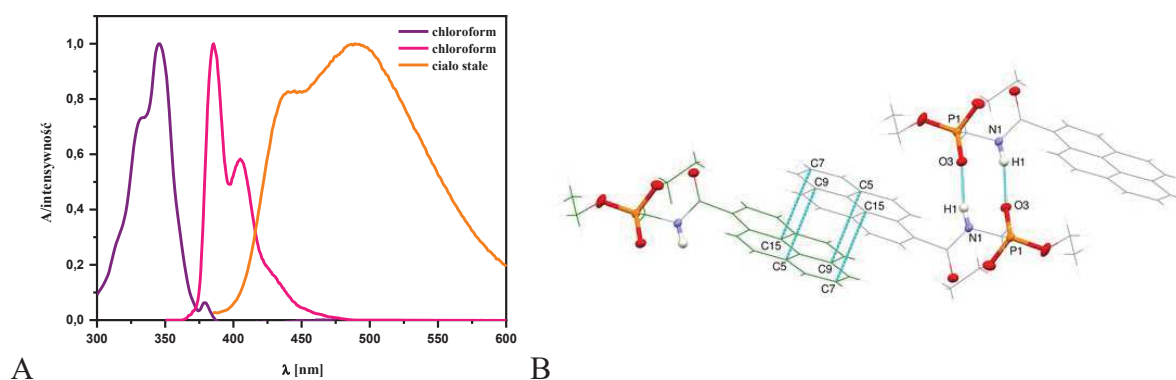 chloroform
chloroform
ciało stałe
A/intensywność
1,0
0,8
0,6
0,4
0,2
0,0
300
350
400
450
500
550
600
λ [nm]
A
P1
N1
O3
H1
C7
C9
C5
C15
H1
O3
N1
P1
C15
C5
C9
C7
B